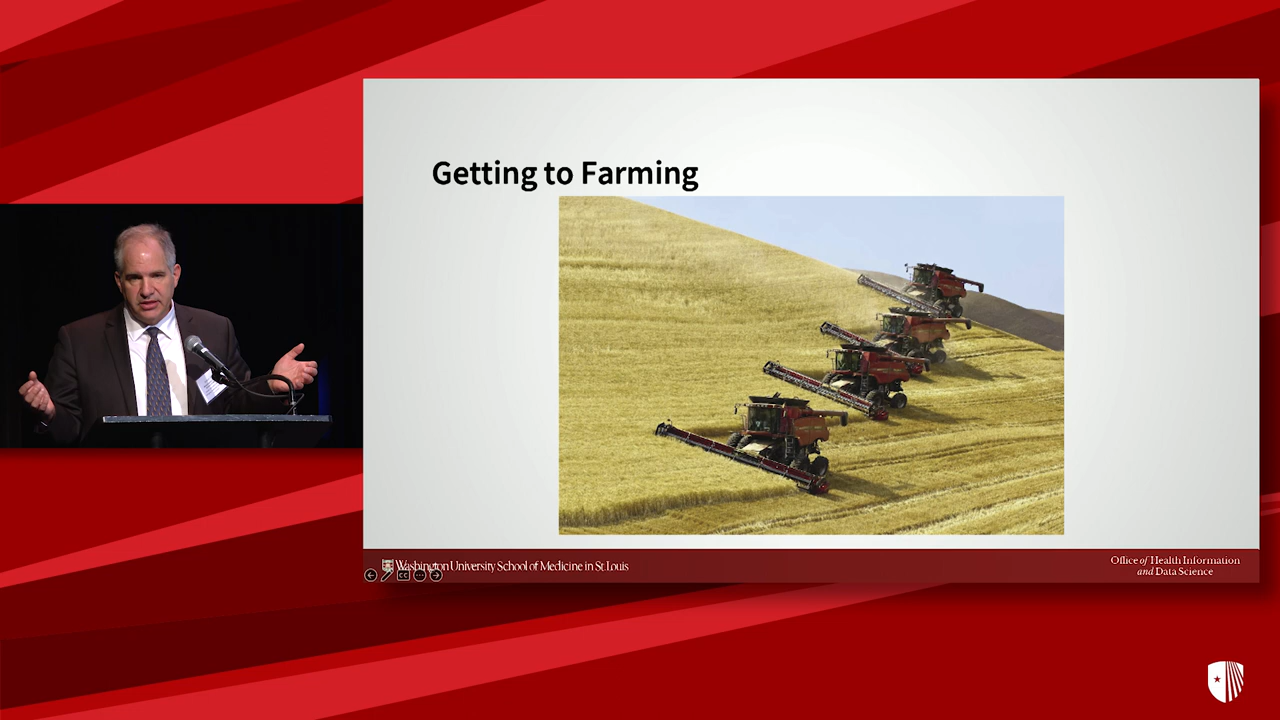 Getting to Farming
Washington University School of Medicine in St. Louis
Office of Health Information
and Data Science